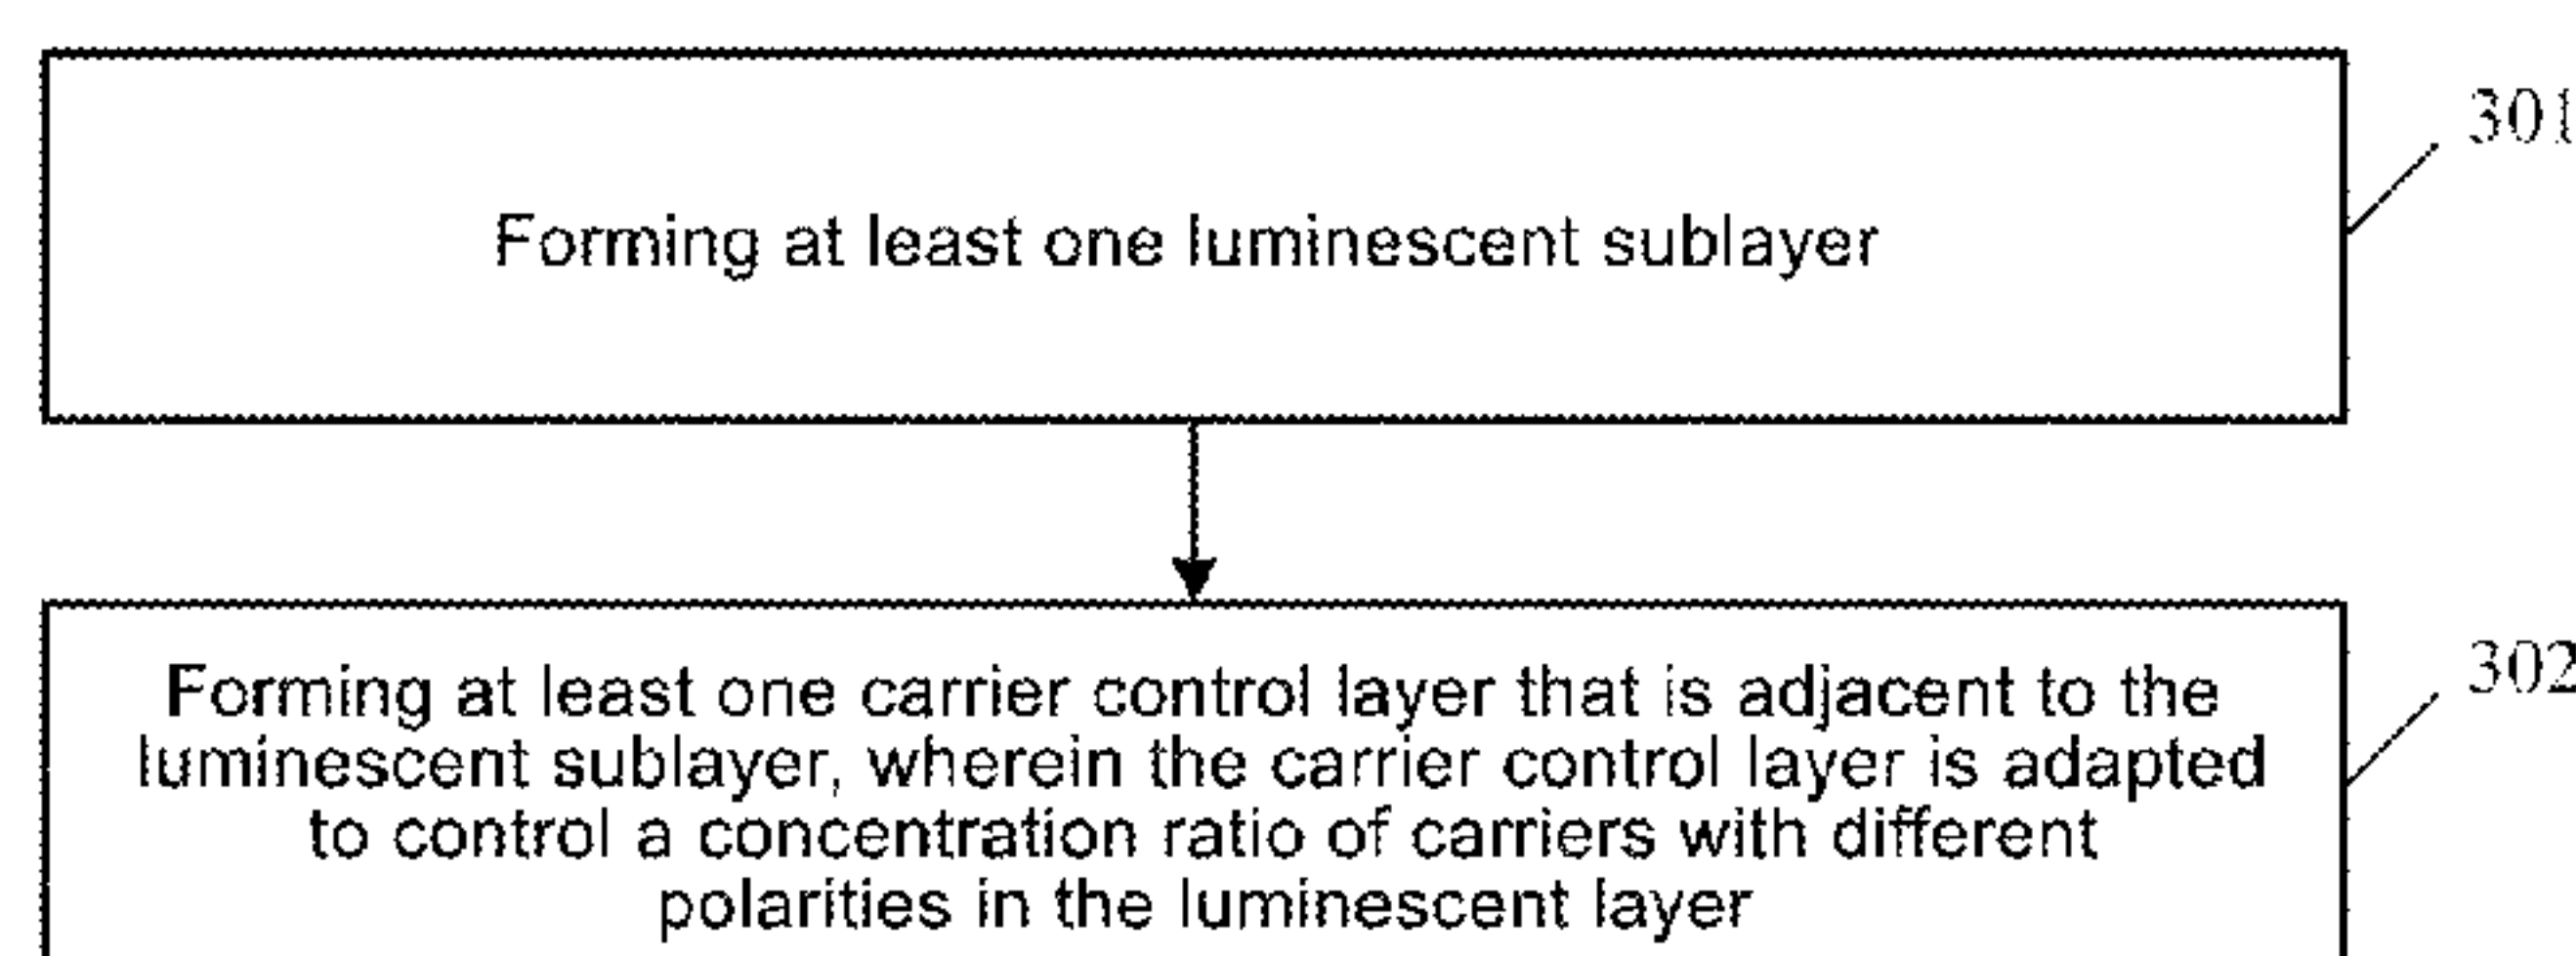 301
Forming at least one luminescent sublayer
302
Forming at least one carrier control layer that is adjacent to the
luminescent sublayer, wherein the carrier control layer is adapted
to control a concentration ratio of carriers with different
polarities in the luminescent layer